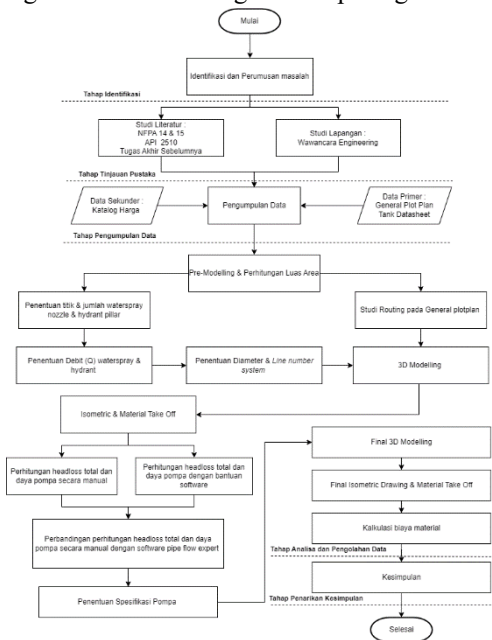 Mulai
Identifikasi dan Perumusan masalah
Tahap Identifikasi
Studi Literatur :
NFPA 14 & 15
API 2510
Tugas Akhir Sebelumnya
Studi Lapangan :
Wawancara Engineering
Tahap Tinjauan Pustaka
Data Sekunder :
Katalog Harga
Pengumpulan Data
Data Primer :
General Plot Plan
Tank Datasheet
Tahap Pengumpulan Data
Pre-Modelling & Perhitungan Luas Area
Penentuan titik & jumlah waterspray
nozzle & hydrant pillar
Studi Routing pada General plotplan
Penentuan Debit (Q) waterspray &
hydrant
Penentuan Diameter & Line number
system
3D Modelling
Isometric & Material Take Off
Perhitungan headloss total dan
daya pompa secara manual
Perhitungan headloss total dan
daya pompa dengan bantuan
software
Perbandingan perhitungan headloss total dan daya
pompa secara manual dengan software pipe flow expert
Penentuan Spesifikasi Pompa
Final 3D Modelling
Final Isometric Drawing & Material Take Off
Kalkulasi biaya material
Tahap Analisa dan Pengolahan Data
Kesimpulan
Tahap Penarikan Kesimpulan
Selesai